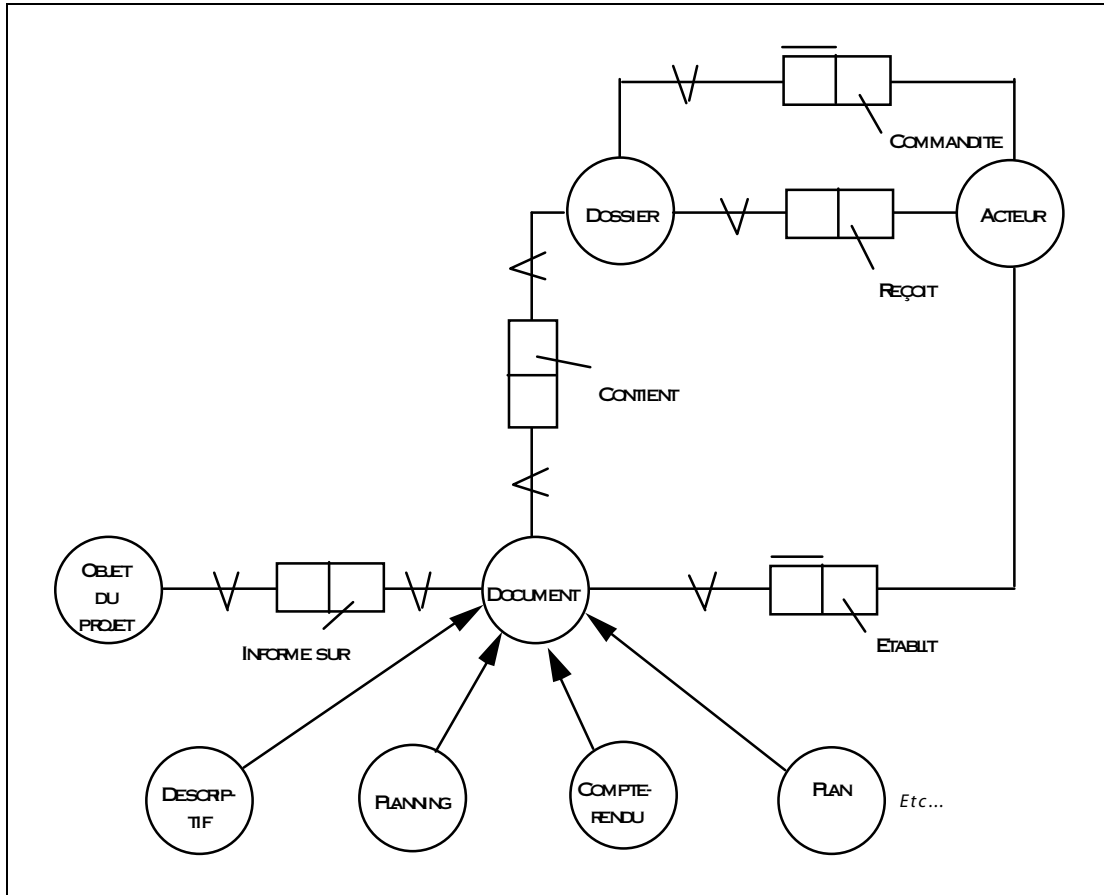 COMMANDITE
DOSSIER
ACTEUR
REÇOIT
CONTIENT
OBJET
DU
PROJET
DOCUMENT
INFORME SUR
ETABLIT
DESCRIP-
TIF
PLANNING
COMPTE-
RENDU
PLAN
Etc...